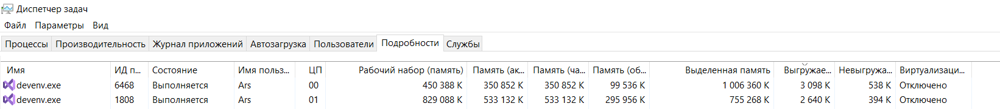 Диспетчер задач
Файл Параметры Вид
Процессы Производительность Журнал приложений Автозагрузка Пользователи Подробности Службы
Имя ИД п... Состояние Имя польз... ЦП Рабочий набор (память) Память (ак... Память (ча... Память (об... Выделенная память Выгружае... Невыгружа... Виртуализаци...
devenv.exe 6468 Выполняется Ars 00 450 388 K 350 852 K 350 852 K 99 536 K 1 006 360 K 3 098 K 538 K Отключено
devenv.exe 1808 Выполняется Ars 01 829 088 K 533 132 K 533 132 K 295 956 K 755 268 K 2 640 K 394 K Отключено